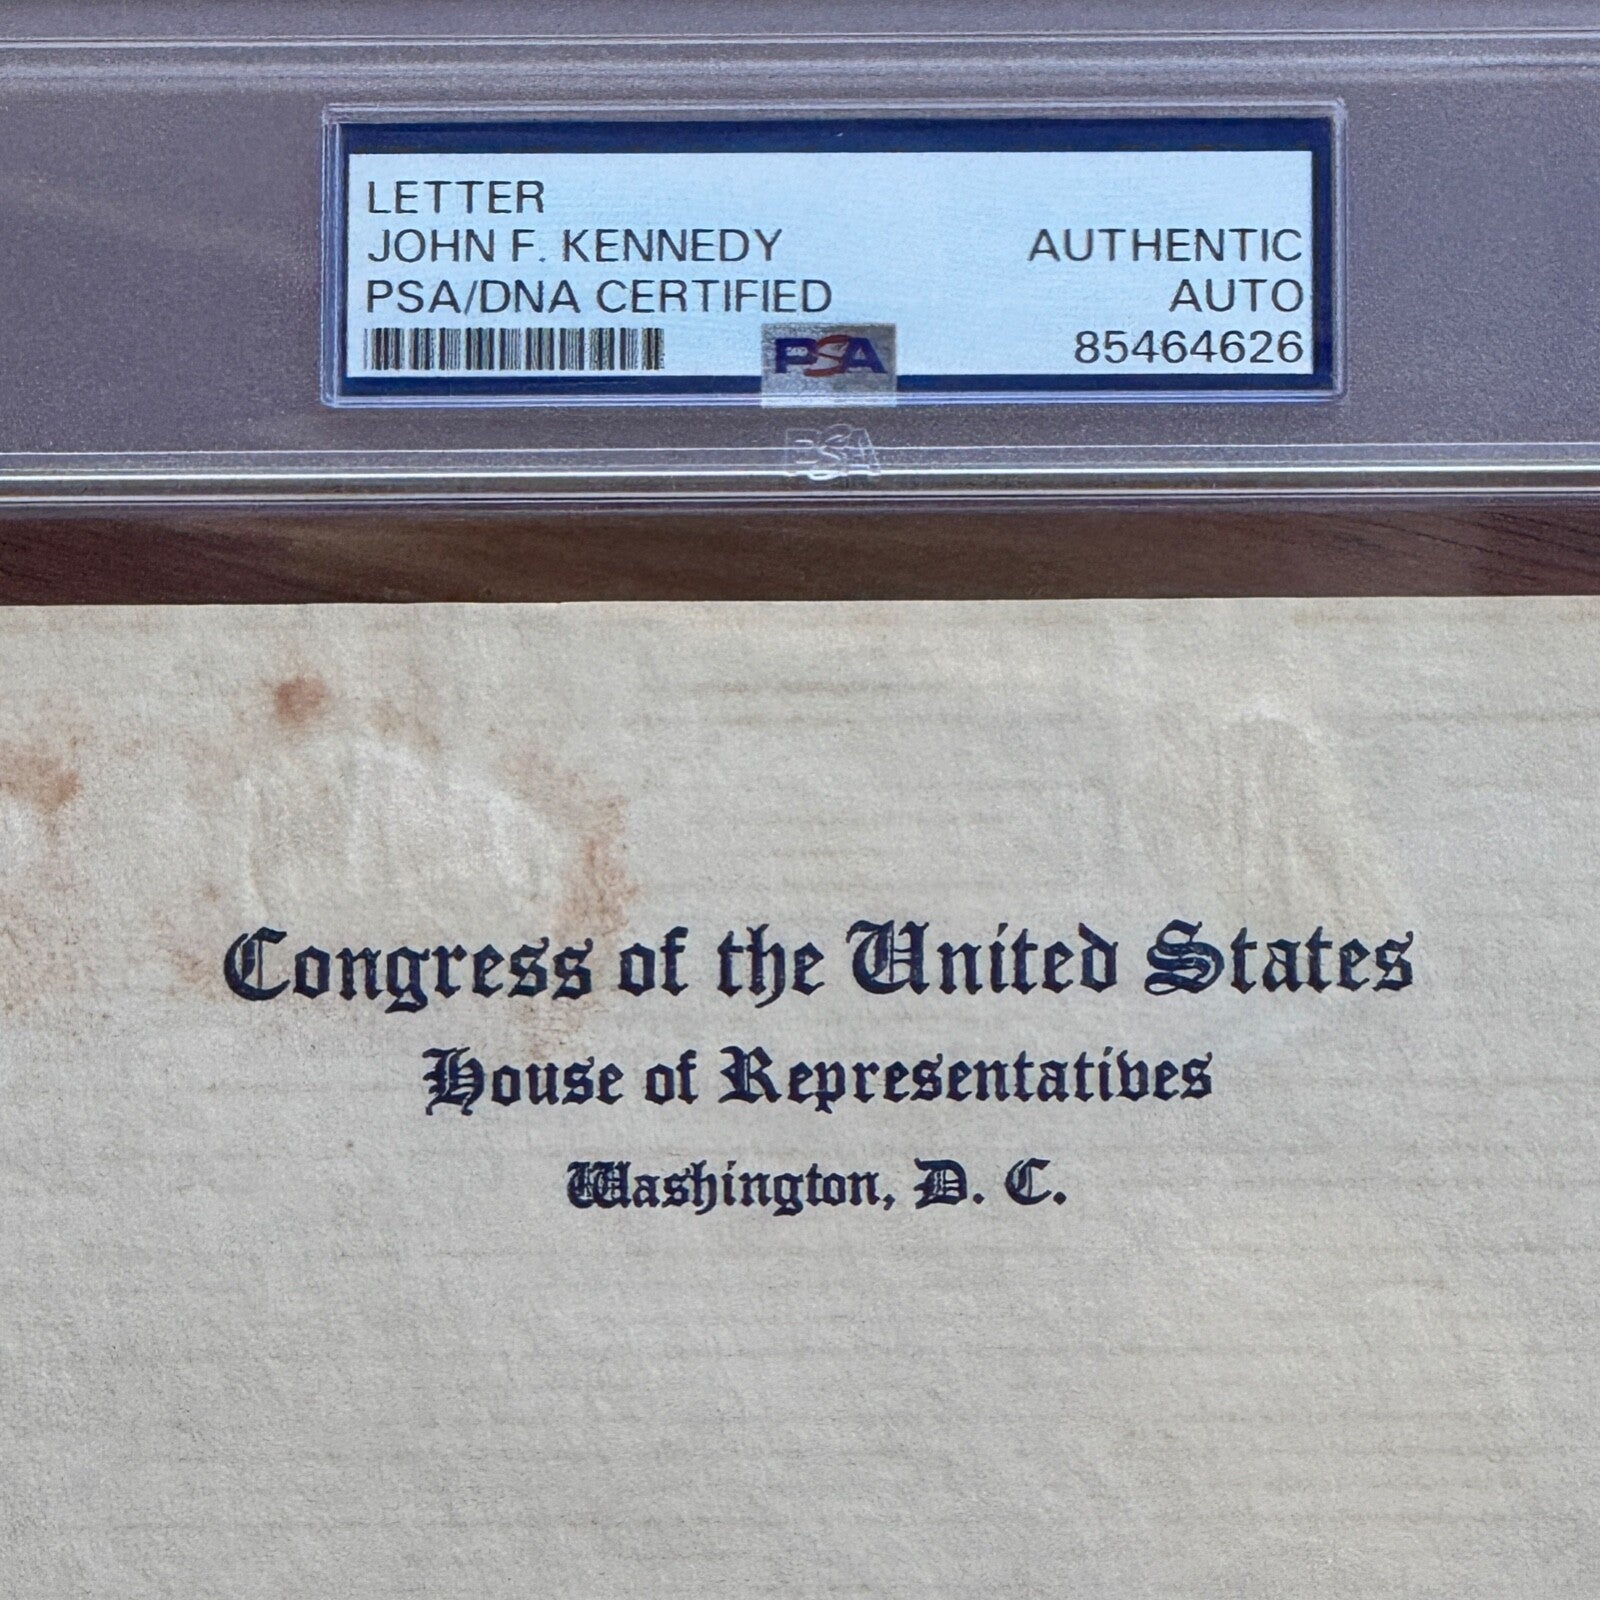 LETTER
JOHN F. KENNEDY AUTHENTIC
PSA/DNA CERTIFIED AUTO
PSA 85464626
PSA
Congress of the United States
House of Representatives
Washington, D. C.